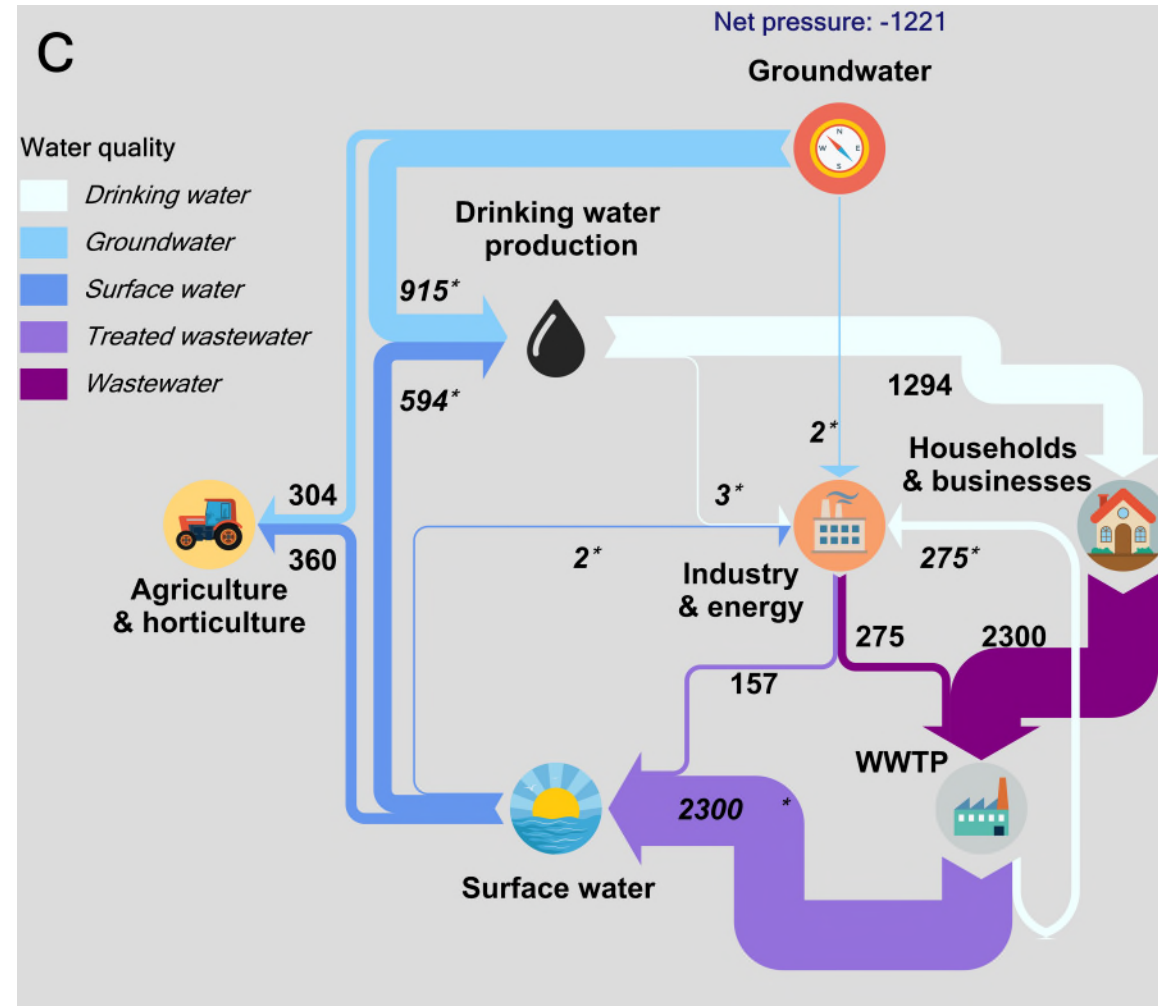 C
Net pressure: -1221
Groundwater
Water quality
Drinking water
Groundwater
Surface water
Treated wastewater
Wastewater
N
W E
S
Drinking water
production
915*
594*
1294
2*
Households
& businesses
304
3*
360
2*
275*
Agriculture
& horticulture
Industry
& energy
275
2300
157
WWTP
2300 *
Surface water